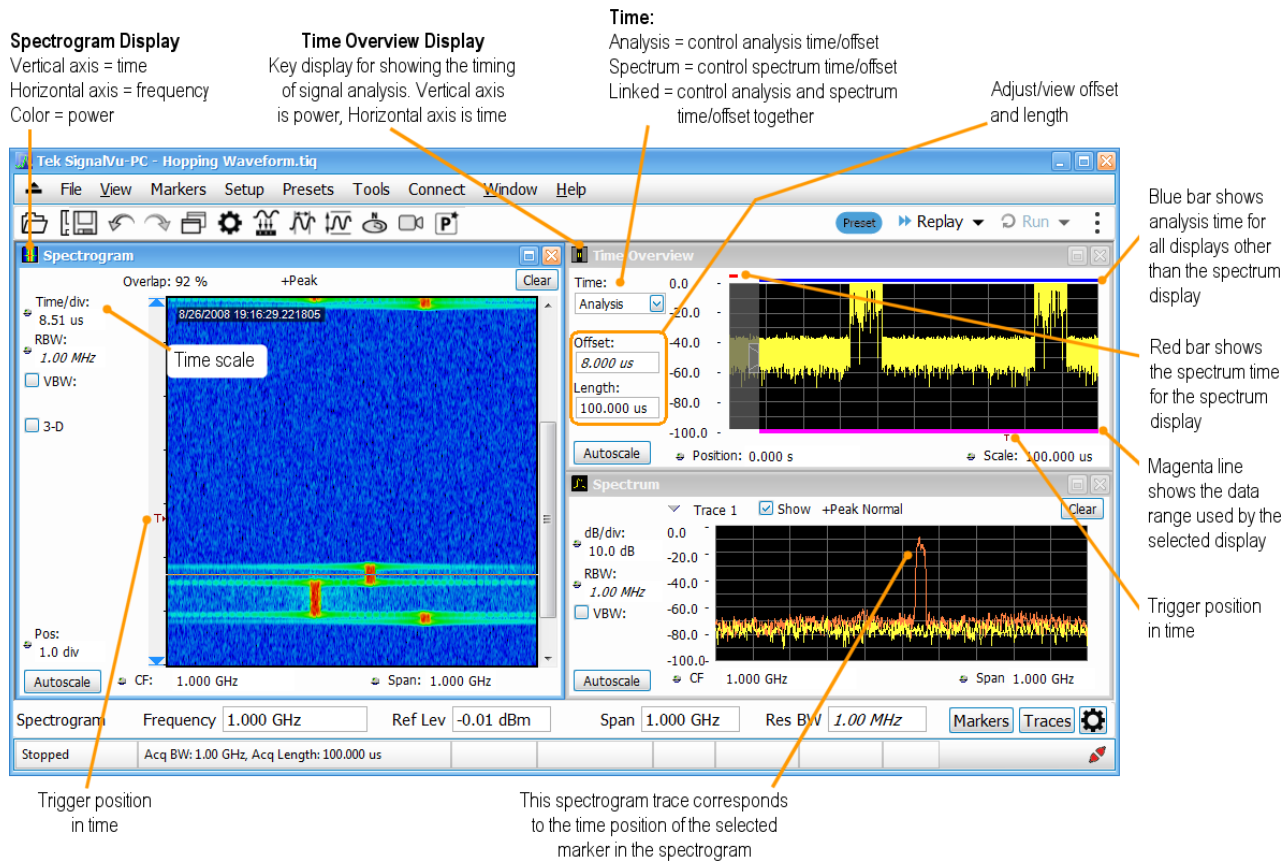 Spectrogram Display
Vertical axis = time
Horizontal axis = frequency
Color = power
Time Overview Display
Key display for showing the timing
of signal analysis. Vertical axis
is power, Horizontal axis is time
Time:
Analysis = control analysis time/offset
Spectrum = control spectrum time/offset
Linked = control analysis and spectrum
time/offset together
Adjust/view offset
and length
Tek SignalVu-PC - Hopping Waveform.tiq
File View Markers Setup Presets Tools Connect Window Help
Preset Replay Run
Spectrogram
Overlap: 92 % +Peak Clear
Time/div:
8.51 us
RBW:
1.00 MHz
VBW:
3-D
8/26/2008 19:16:29.221805
Time scale
T
Pos:
1.0 div
Autoscale CF: 1.000 GHz Span: 1.000 GHz
Time Overview
Time:
Analysis
Offset:
8.000 us
Length:
100.000 us
Autoscale
0.0
-20.0
-40.0
-60.0
-80.0
-100.0
T
Position: 0.000 s Scale: 100.000 us
Spectrum
Trace 1 Show +Peak Normal Clear
dB/div:
10.0 dB
RBW:
1.00 MHz
VBW:
0.0
-20.0
-40.0
-60.0
-80.0
-100.0
Autoscale CF 1.000 GHz Span 1.000 GHz
Spectrogram Frequency 1.000 GHz Ref Lev -0.01 dBm Span 1.000 GHz Res BW 1.00 MHz Markers Traces
Stopped Acq BW: 1.00 GHz, Acq Length: 100.000 us
Blue bar shows
analysis time for
all displays other
than the spectrum
display
Red bar shows
the spectrum time
for the spectrum
display
Magenta line
shows the data
range used by the
selected display
Trigger position
in time
Trigger position
in time
This spectrogram trace corresponds
to the time position of the selected
marker in the spectrogram